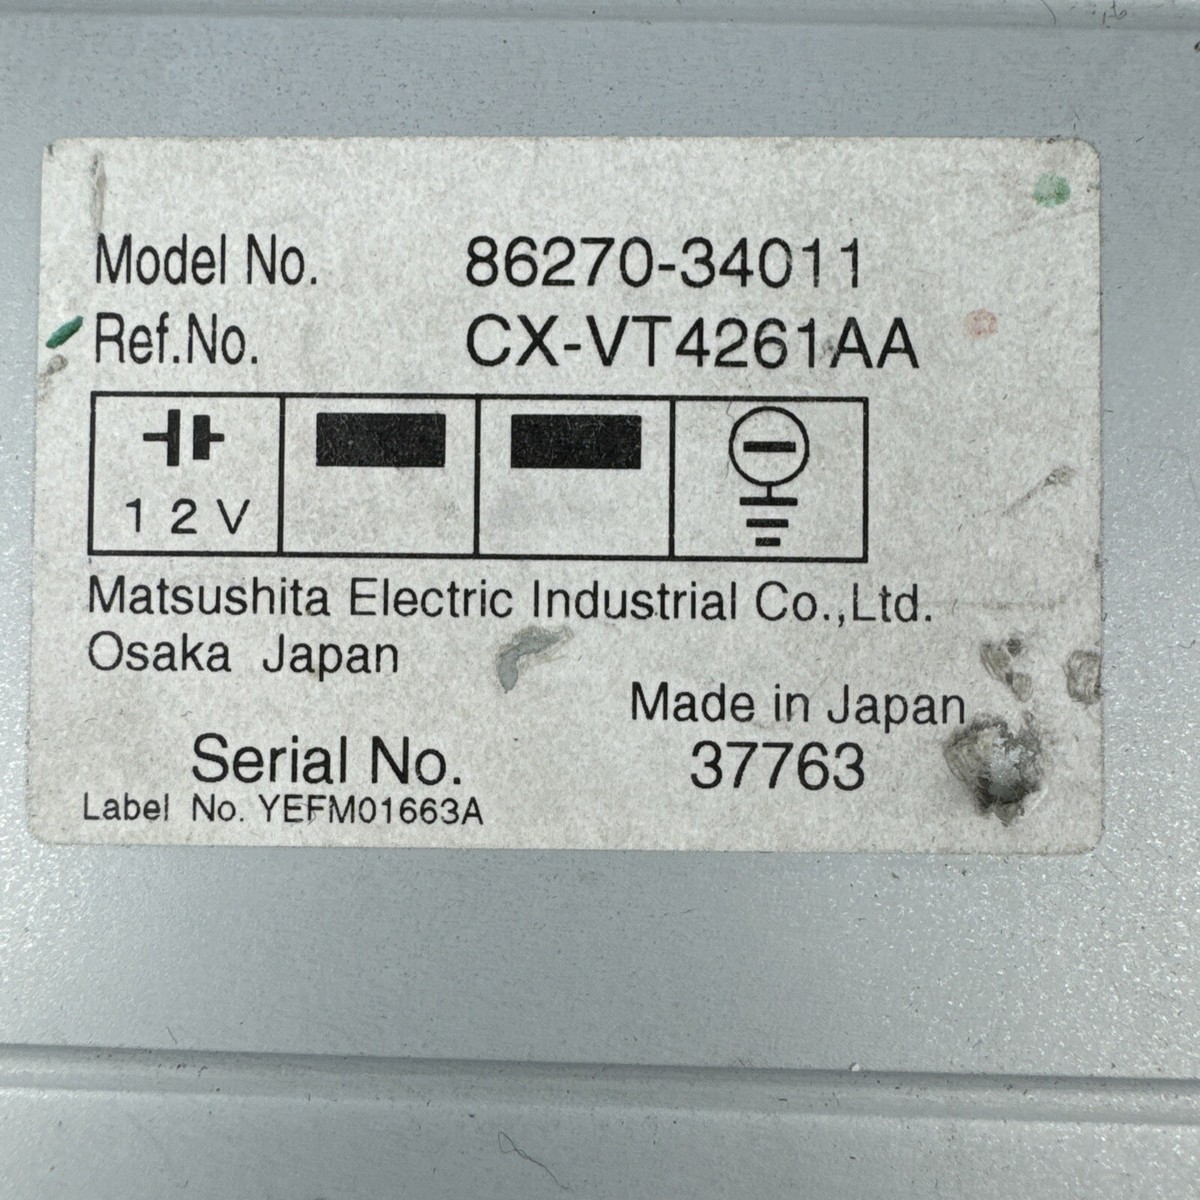 Model No. 86270-34011
Ref.No. CX-VT4261AA
12V
Matsushita Electric Industrial Co.,Ltd.
Osaka Japan
Made in Japan
Serial No. 37763
Label No. YEFM01663A